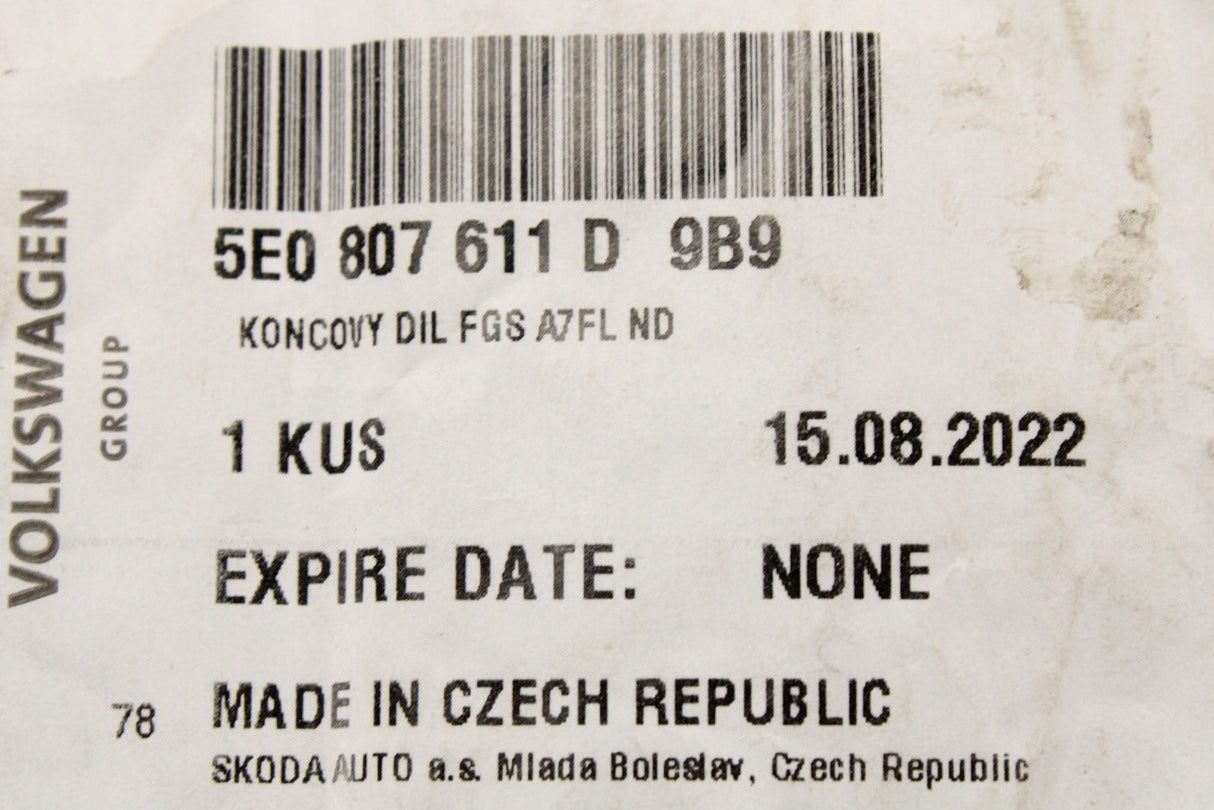 5E0 807 611 D 9B9
KONCOVY DIL FGS A7FL ND
1 KUS 15.08.2022
EXPIRE DATE: NONE
78 MADE IN CZECH REPUBLIC
SKODA AUTO a.s. Mlada Boleslav, Czech Republic
VOLKSWAGEN
GROUP